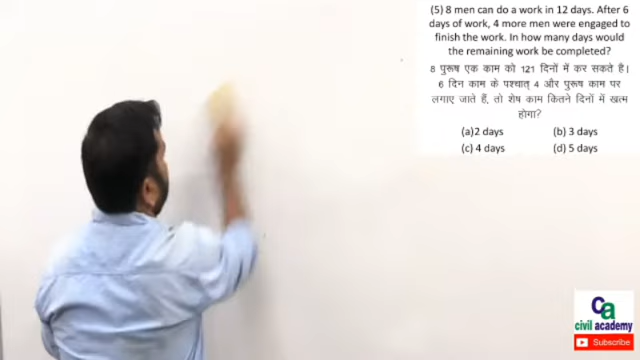 (5) 8 men can do a work in 12 days. After 6
days of work, 4 more men were engaged to
finish the work. In how many days would
the remaining work be completed?
8 पुरूष एक काम को 121 दिनों में कर सकते है।
6 दिन काम के पश्चात् 4 और पुरूष काम पर
लगाए जाते हैं, तो शेष काम कितने दिनों में खत्म
होगा?
(a)2 days (b) 3 days
(c) 4 days (d) 5 days
ca
civil academy
Subscribe